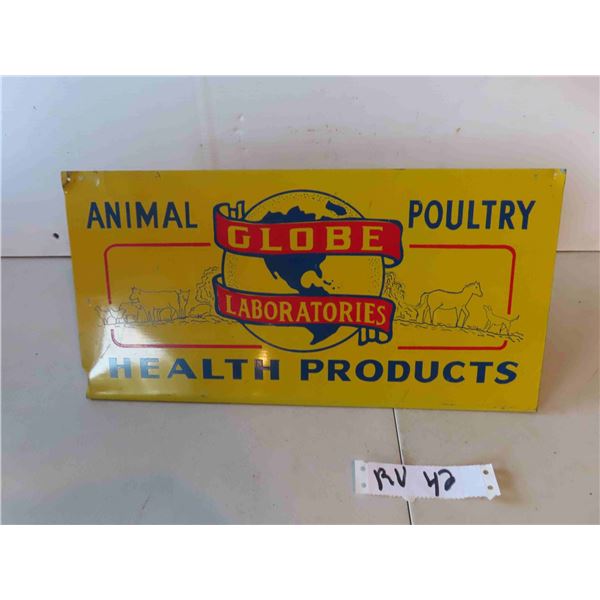 ANIMAL POULTRY
GLOBE
LABORATORIES
HEALTH PRODUCTS
RV 42